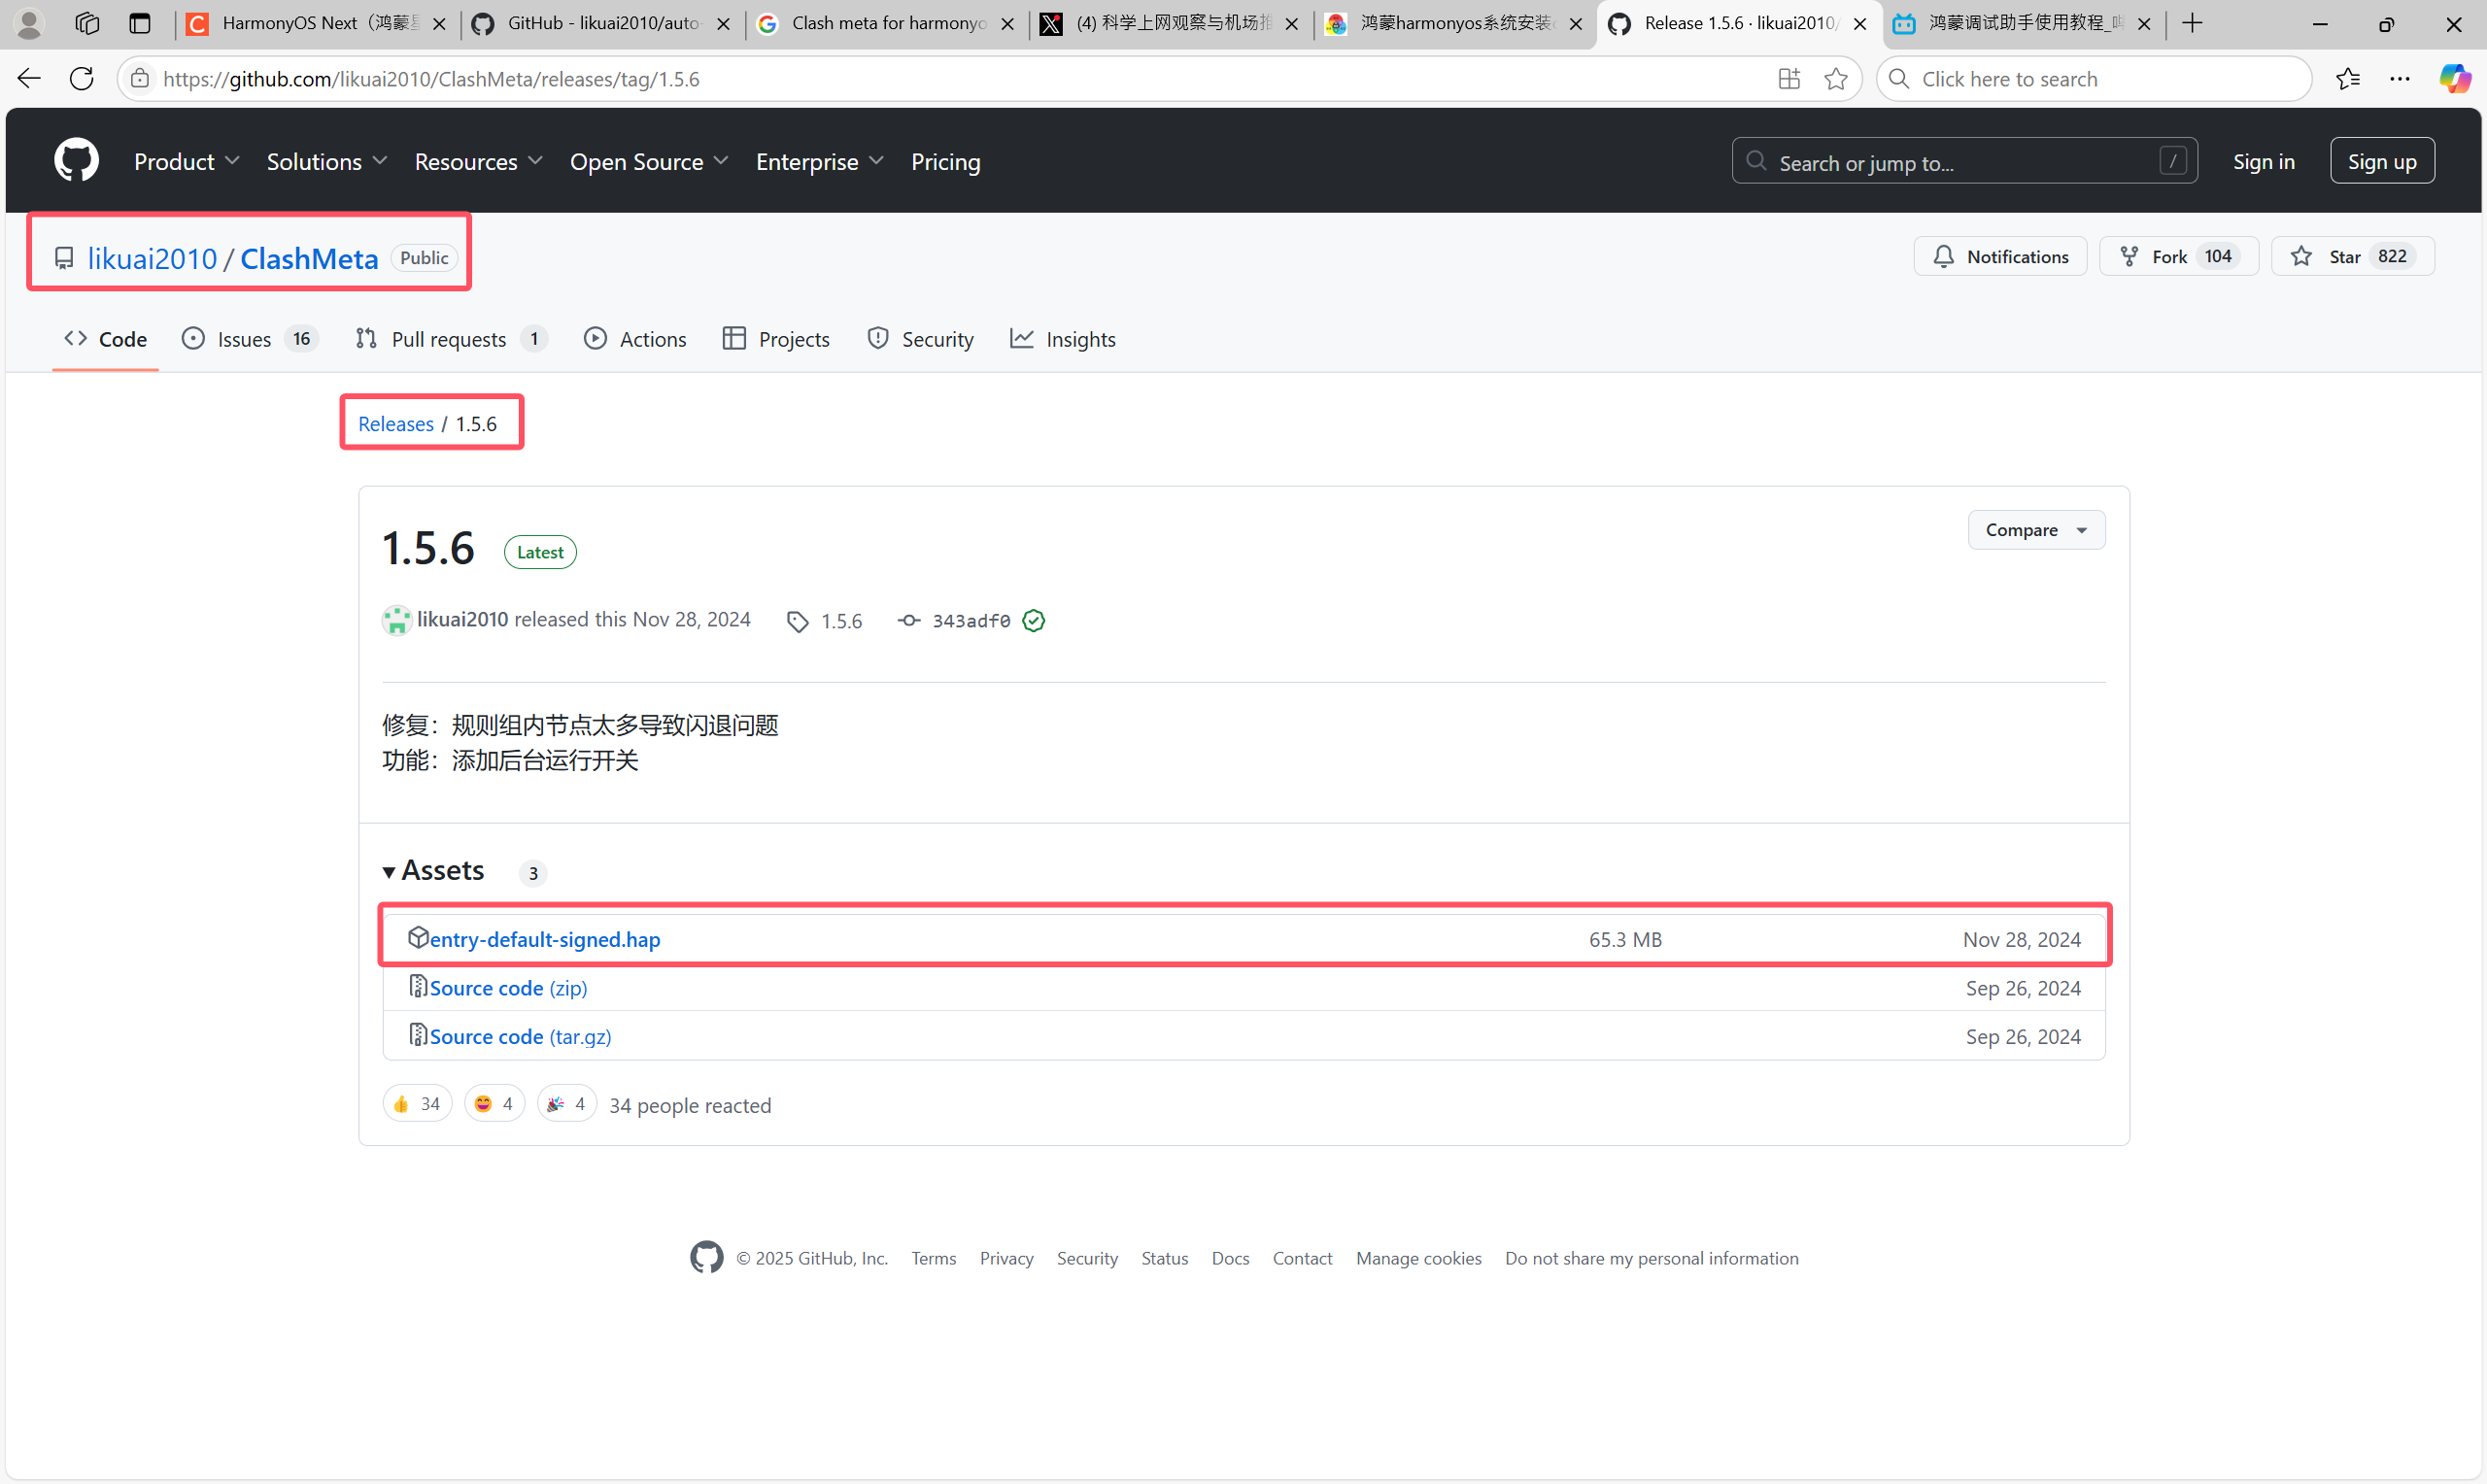 HarmonyOS Next（鸿蒙星
GitHub - likuai2010/auto-
Clash meta for harmonyo
(4) 科学上网观察与机场推
鸿蒙harmonyos系统安装c
Release 1.5.6 · likuai2010/
鸿蒙调试助手使用教程_哔
https://github.com/likuai2010/ClashMeta/releases/tag/1.5.6
Click here to search
Product
Solutions
Resources
Open Source
Enterprise
Pricing
Search or jump to...
/
Sign in
Sign up
likuai2010 / ClashMeta Public
Notifications
Fork 104
Star 822
Code
Issues 16
Pull requests 1
Actions
Projects
Security
Insights
Releases / 1.5.6
1.5.6 Latest
Compare
likuai2010 released this Nov 28, 2024 1.5.6 343adf0
修复：规则组内节点太多导致闪退问题
功能：添加后台运行开关
Assets 3
entry-default-signed.hap 65.3 MB Nov 28, 2024
Source code (zip) Sep 26, 2024
Source code (tar.gz) Sep 26, 2024
👍 34 😄 4 🎉 4 34 people reacted
© 2025 GitHub, Inc. Terms Privacy Security Status Docs Contact Manage cookies Do not share my personal information